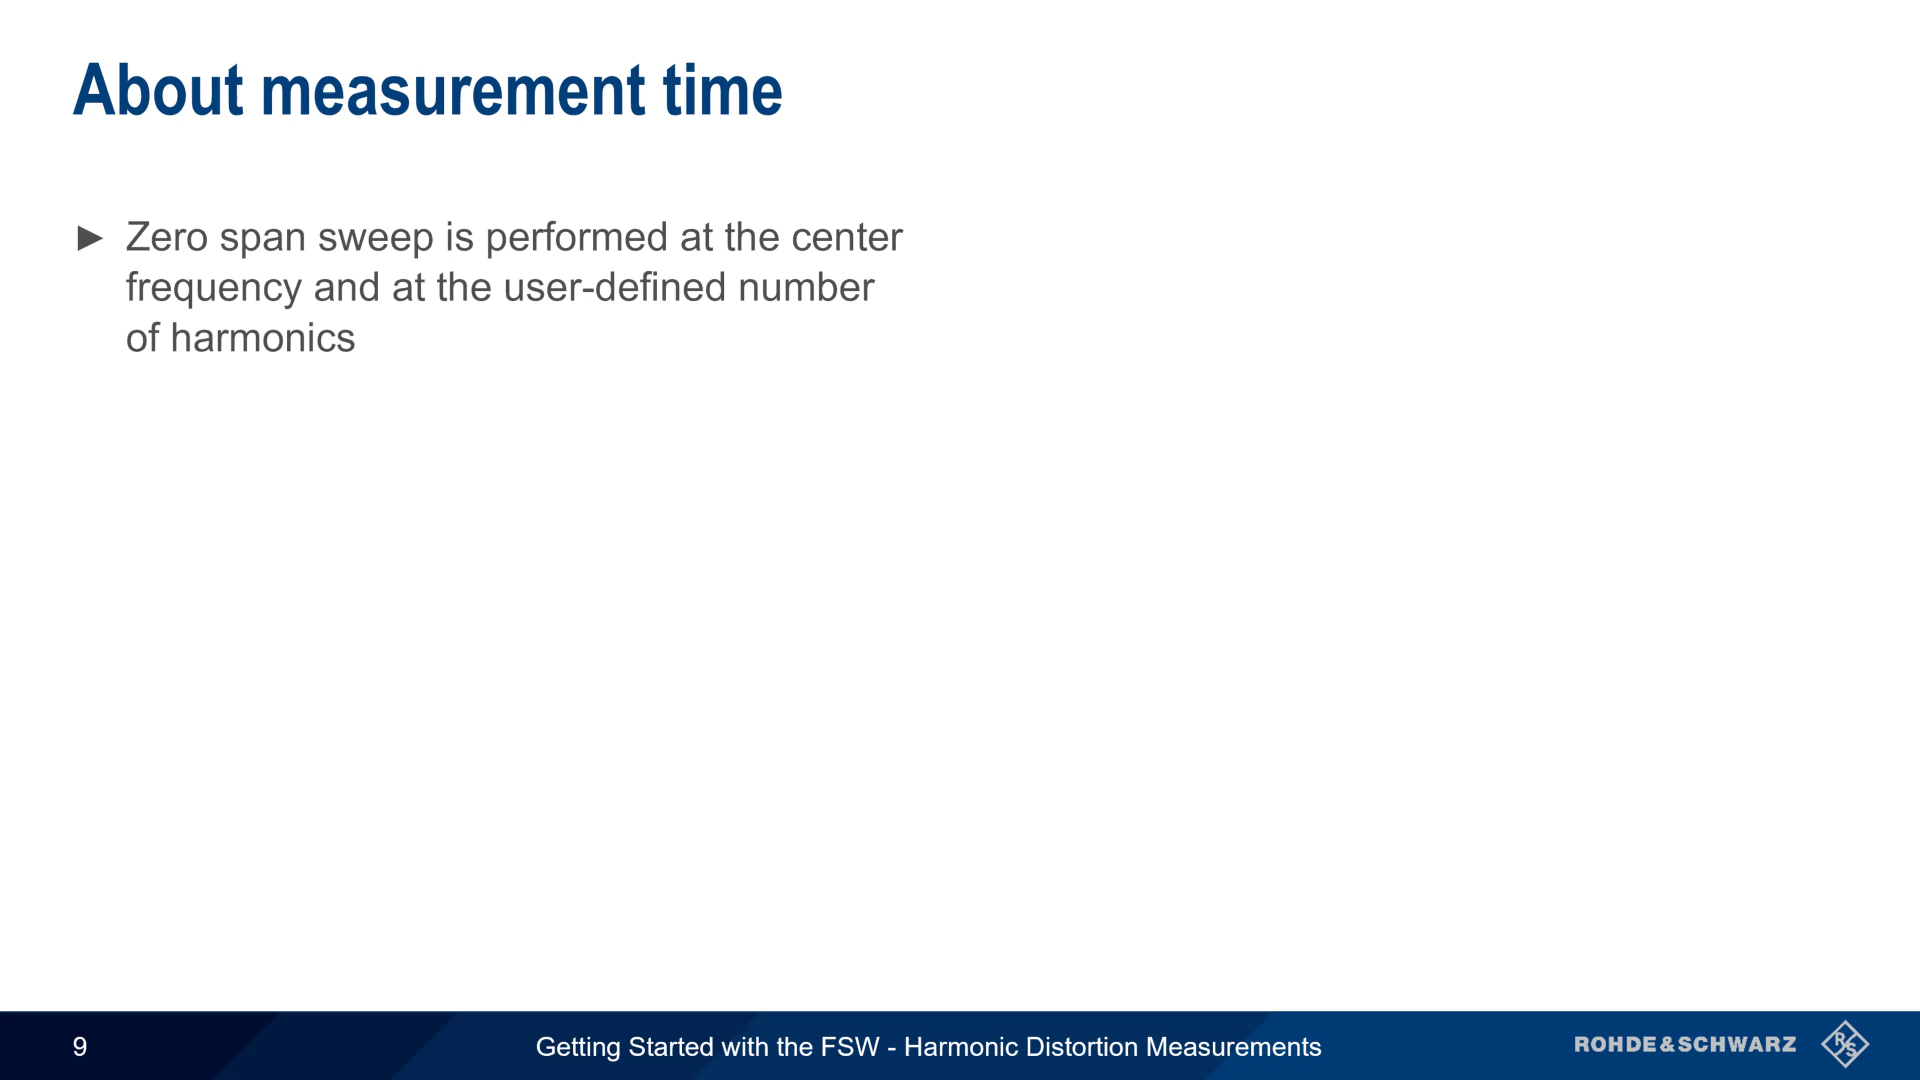 About measurement time
► Zero span sweep is performed at the center
frequency and at the user-defined number
of harmonics
9
Getting Started with the FSW - Harmonic Distortion Measurements
ROHDE&SCHWARZ
R&S